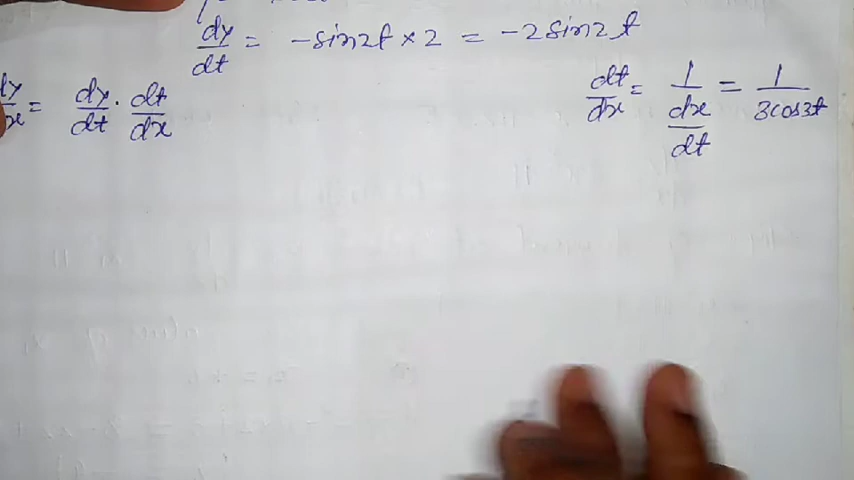 dy/dt = -sin2t × 2 = -2sin2t
dt/dx = 1/(dx/dt) = 1/3cos3t
dy/dx = dy/dt · dt/dx